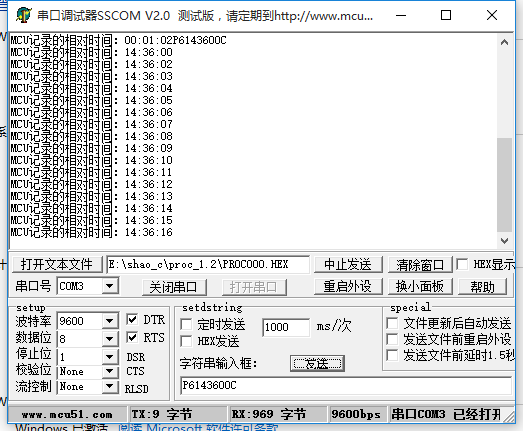 串口调试器SSCOM V2.0 测试版，请定期到http://www.mcu...
MCU记录的相对时间：00:01:02P6143600C
MCU记录的相对时间：14:36:00
MCU记录的相对时间：14:36:02
MCU记录的相对时间：14:36:03
MCU记录的相对时间：14:36:04
MCU记录的相对时间：14:36:05
MCU记录的相对时间：14:36:06
MCU记录的相对时间：14:36:07
MCU记录的相对时间：14:36:08
MCU记录的相对时间：14:36:09
MCU记录的相对时间：14:36:10
MCU记录的相对时间：14:36:11
MCU记录的相对时间：14:36:12
MCU记录的相对时间：14:36:13
MCU记录的相对时间：14:36:14
MCU记录的相对时间：14:36:15
MCU记录的相对时间：14:36:16
打开文本文件 E:\shao_c\proc_1.2\PROC000.HEX 中止发送 清除窗口 HEX显示
串口号 COM3 关闭串口 打开串口 重启外设 换小面板 帮助
setup setdstring special
波特率 9600 DTR 定时发送 1000 ms/次 文件更新后自动发送
数据位 8 RTS HEX发送 发送文件前重启外设
停止位 1 DSR 字符串输入框： 发送 发送文件前延时1.5秒
校验位 None CTS P6143600C
流控制 None RLSD
www.mcu51.com TX:9 字节 RX:969 字节 9600bps 串口COM3 已经打开
Windows 已激活 阅读 Microsoft 软件许可条款